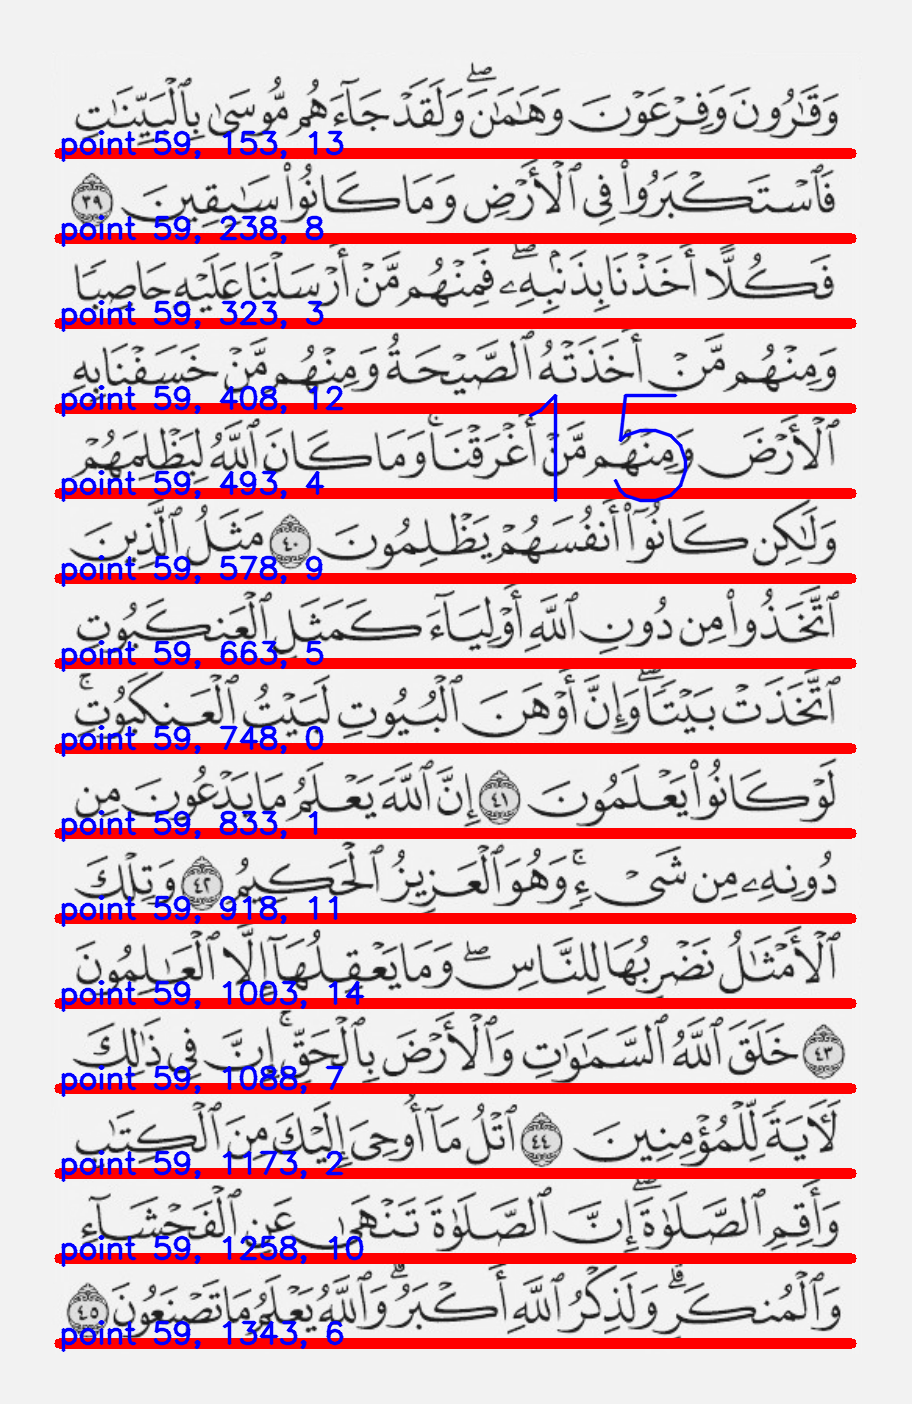 وَقَٰرُونَ وَفِرْعَوْنَ وَهَٰمَٰنَ ۖ وَلَقَدْ جَآءَهُم مُّوسَىٰ بِٱلْبَيِّنَٰتِ
point 59, 153, 13
فَٱسْتَكْبَرُوا۟ فِى ٱلْأَرْضِ وَمَا كَانُوا۟ سَٰبِقِينَ ٣٩
point 59, 238, 8
فَكُلًّا أَخَذْنَا بِذَنۢبِهِۦ ۖ فَمِنْهُم مَّنْ أَرْسَلْنَا عَلَيْهِ حَاصِبًا
point 59, 323, 3
وَمِنْهُم مَّنْ أَخَذَتْهُ ٱلصَّيْحَةُ وَمِنْهُم مَّنْ خَسَفْنَا بِهِ
point 59, 408, 12
15
ٱلْأَرْضَ وَمِنْهُم مَّنْ أَغْرَقْنَا ۚ وَمَا كَانَ ٱللَّهُ لِيَظْلِمَهُمْ
point 59, 493, 4
وَلَٰكِن كَانُوٓا۟ أَنفُسَهُمْ يَظْلِمُونَ ٤٠ مَثَلُ ٱلَّذِينَ
point 59, 578, 9
ٱتَّخَذُوا۟ مِن دُونِ ٱللَّهِ أَوْلِيَآءَ كَمَثَلِ ٱلْعَنكَبُوتِ
point 59, 663, 5
ٱتَّخَذَتْ بَيْتًا ۖ وَإِنَّ أَوْهَنَ ٱلْبُيُوتِ لَبَيْتُ ٱلْعَنكَبُوتِ ۖ
point 59, 748, 0
لَوْ كَانُوا۟ يَعْلَمُونَ ٤١ إِنَّ ٱللَّهَ يَعْلَمُ مَا يَدْعُونَ مِن
point 59, 833, 1
دُونِهِۦ مِن شَىْءٍ ۚ وَهُوَ ٱلْعَزِيزُ ٱلْحَكِيمُ ٤٢ وَتِلْكَ
point 59, 918, 11
ٱلْأَمْثَٰلُ نَضْرِبُهَا لِلنَّاسِ ۖ وَمَا يَعْقِلُهَآ إِلَّا ٱلْعَٰلِمُونَ
point 59, 1003, 14
٤٣ خَلَقَ ٱللَّهُ ٱلسَّمَٰوَٰتِ وَٱلْأَرْضَ بِٱلْحَقِّ ۚ إِنَّ فِى ذَٰلِكَ
point 59, 1088, 7
لَءَايَةً لِّلْمُؤْمِنِينَ ٤٤ ٱتْلُ مَآ أُوحِىَ إِلَيْكَ مِنَ ٱلْكِتَٰبِ
point 59, 1173, 2
وَأَقِمِ ٱلصَّلَوٰةَ ۖ إِنَّ ٱلصَّلَوٰةَ تَنْهَىٰ عَنِ ٱلْفَحْشَآءِ
point 59, 1258, 10
وَٱلْمُنكَرِ ۗ وَلَذِكْرُ ٱللَّهِ أَكْبَرُ ۗ وَٱللَّهُ يَعْلَمُ مَا تَصْنَعُونَ ٤٥
point 59, 1343, 6